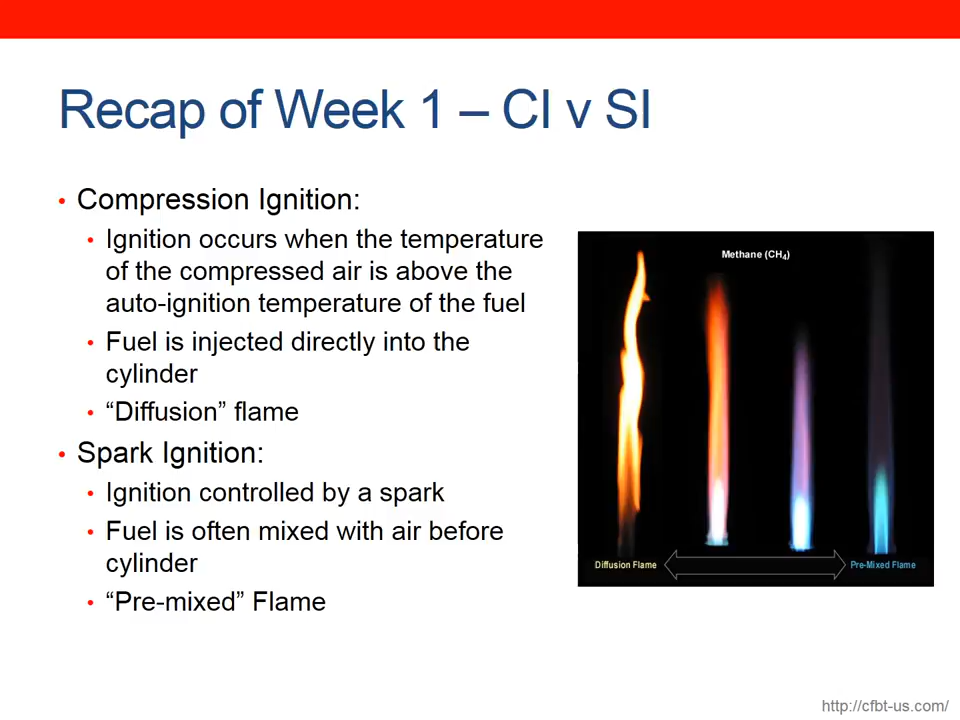 Recap of Week 1 – CI v SI
• Compression Ignition:
• Ignition occurs when the temperature
of the compressed air is above the
auto-ignition temperature of the fuel
• Fuel is injected directly into the
cylinder
• “Diffusion” flame
• Spark Ignition:
• Ignition controlled by a spark
• Fuel is often mixed with air before
cylinder
• “Pre-mixed” Flame
Methane (CH₄)
Diffusion Flame
Pre-Mixed Flame
http://cfbt-us.com/